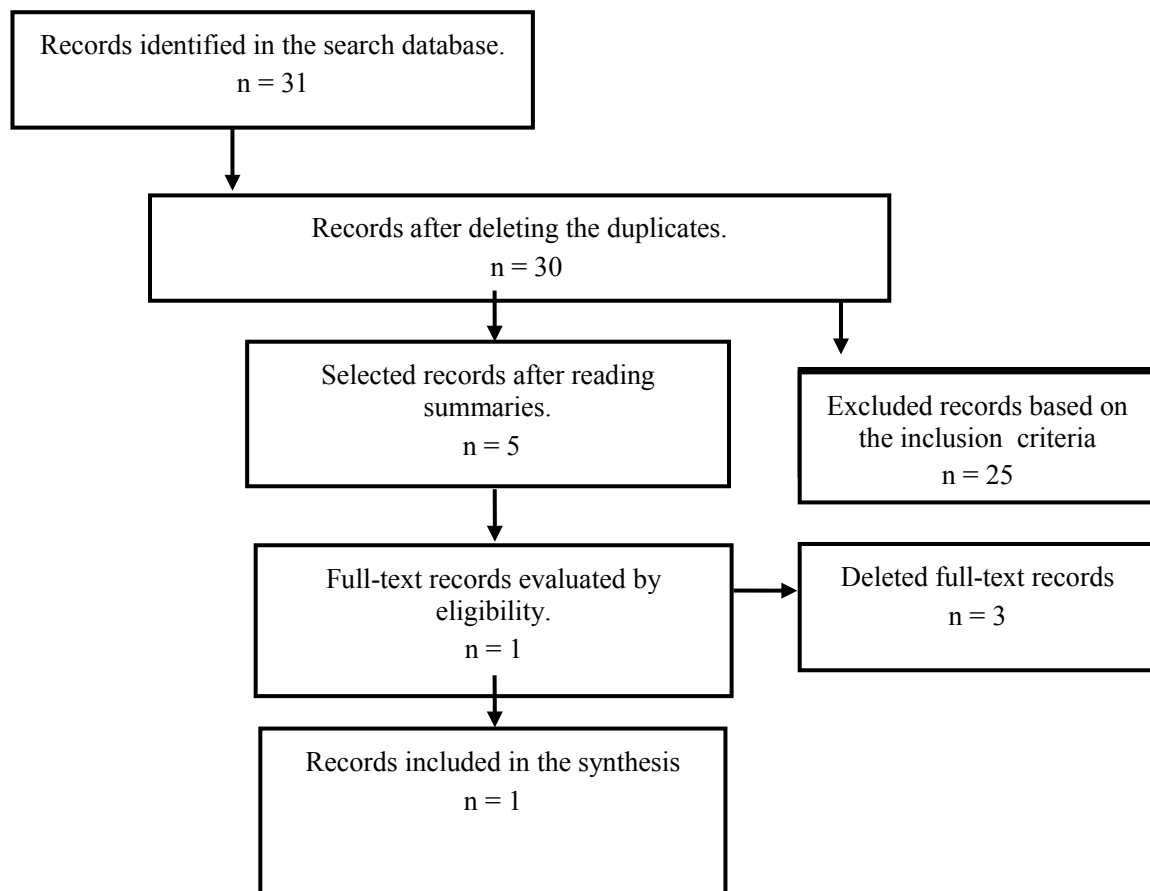 Records identified in the search database.
n = 31
Records after deleting the duplicates.
n = 30
Selected records after reading
summaries.
n = 5
Excluded records based on
the inclusion criteria
n = 25
Full-text records evaluated by
eligibility.
n = 1
Deleted full-text records
n = 3
Records included in the synthesis
n = 1